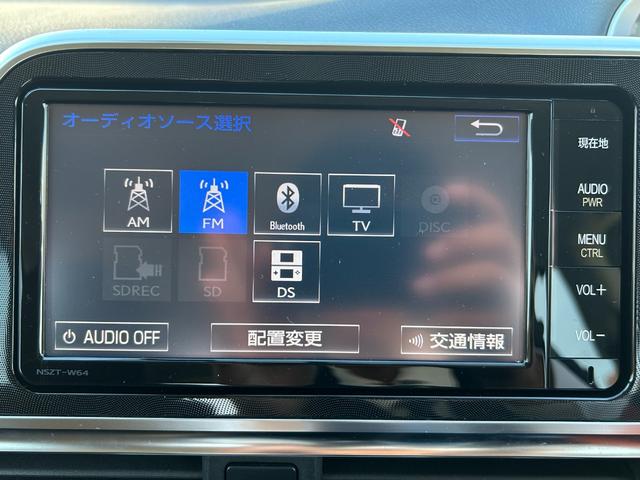 オーディオソース選択
AM
FM
Bluetooth
TV
DISC
SDREC
SD
DS
AUDIO OFF
配置変更
交通情報
NSZT-W64
現在地
AUDIO
PWR
MENU
CTRL
VOL+
VOL−